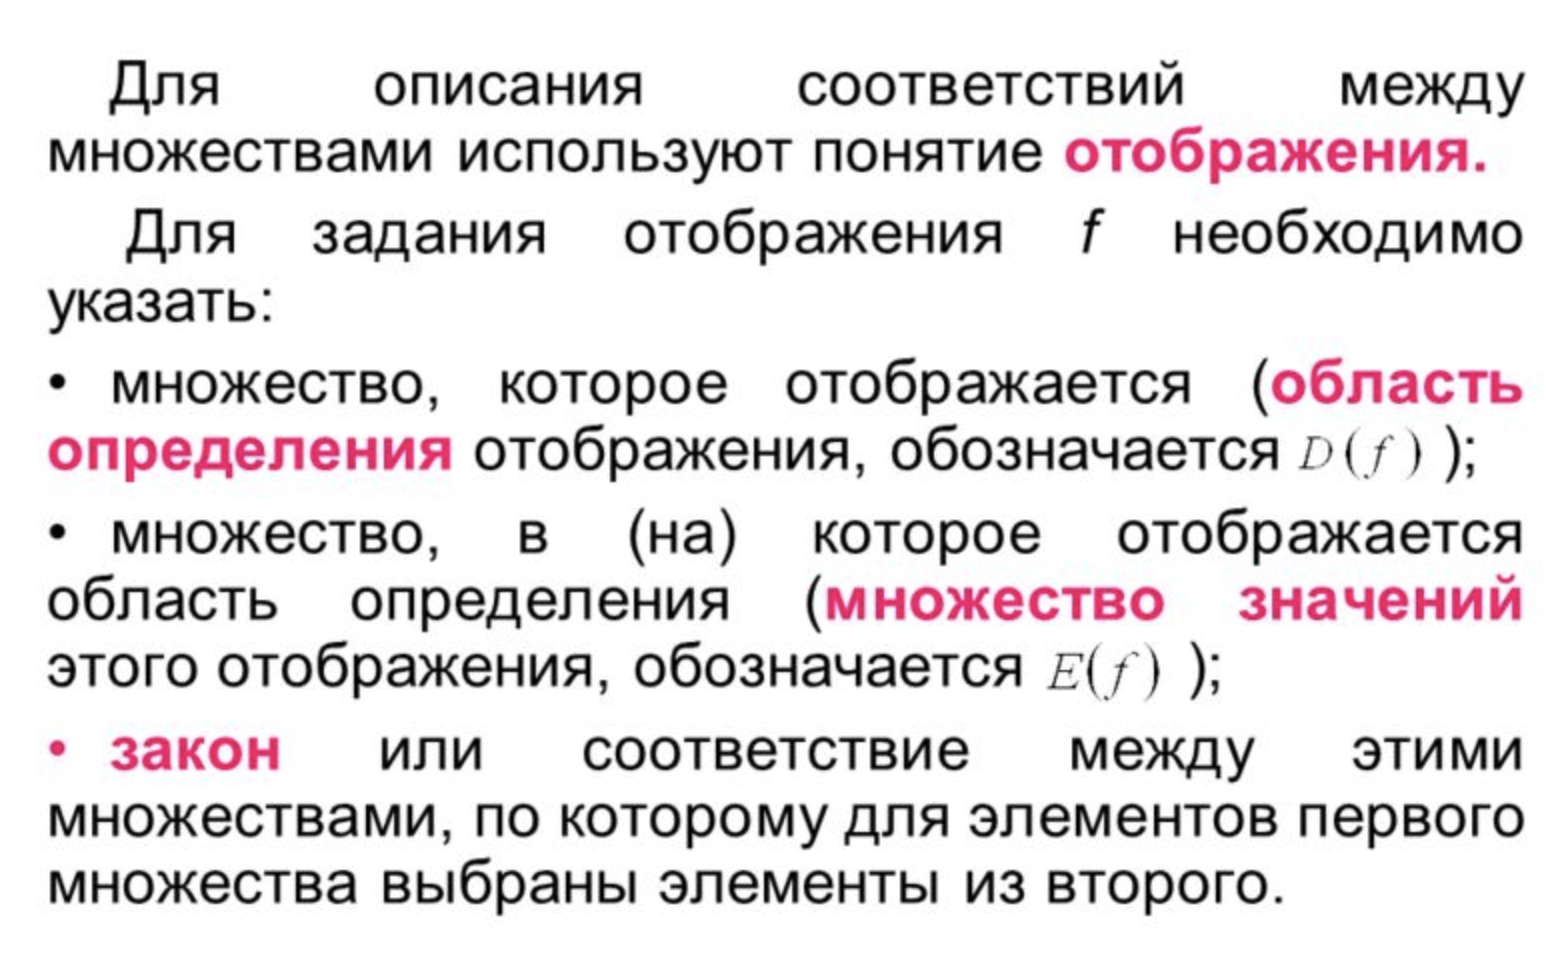 Для описания соответствий между
множествами используют понятие отображения.
Для задания отображения f необходимо
указать:
• множество, которое отображается (область
определения отображения, обозначается D(f) );
• множество, в (на) которое отображается
область определения (множество значений
этого отображения, обозначается E(f) );
• закон или соответствие между этими
множествами, по которому для элементов первого
множества выбраны элементы из второго.